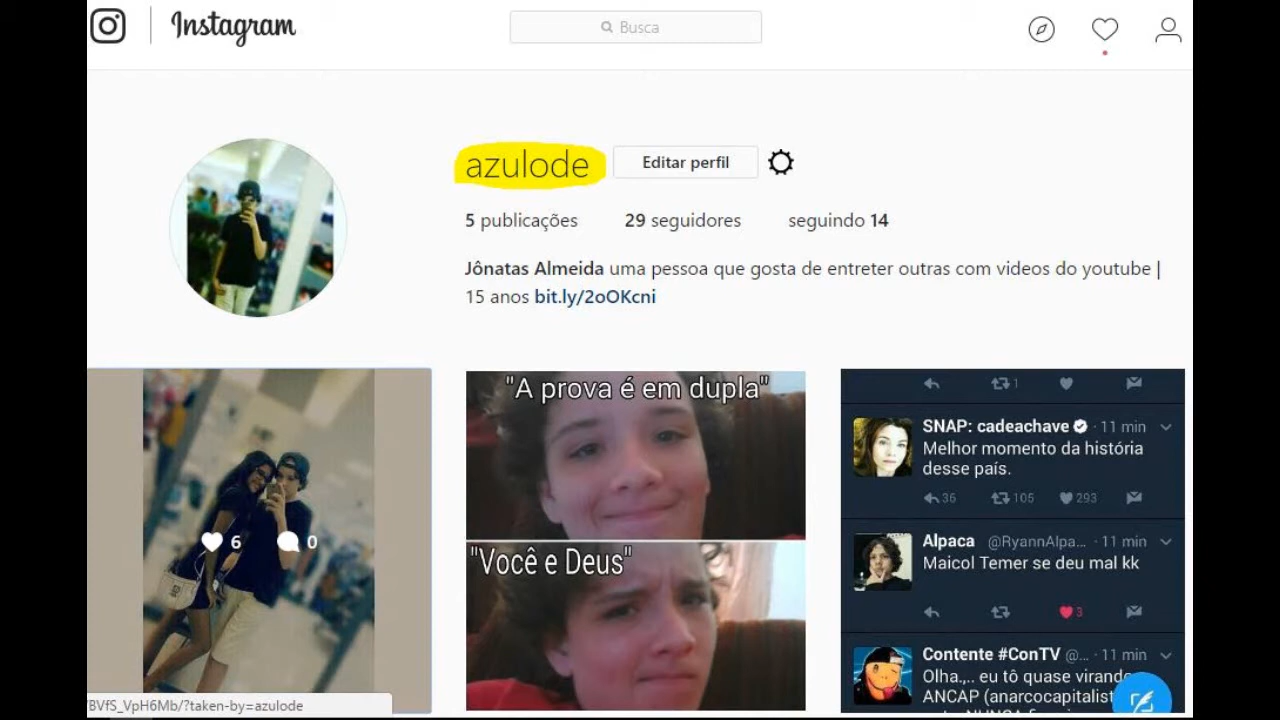 Instagram
Busca
azulode
Editar perfil
5 publicações 29 seguidores seguindo 14
Jônatas Almeida uma pessoa que gosta de entreter outras com videos do youtube |
15 anos bit.ly/2oOKcni
6 0
"A prova é em dupla"
"Você e Deus"
1
SNAP: cadeachave · 11 min
Melhor momento da história
desse país.
36 105 293
Alpaca @RyannAlpa... · 11 min
Maicol Temer se deu mal kk
3
Contente #ConTV @... · 11 min
Olha.,.. eu tô quase virando
ANCAP (anarcocapitalist
/BVfS_VpH6Mb/?taken-by=azulode